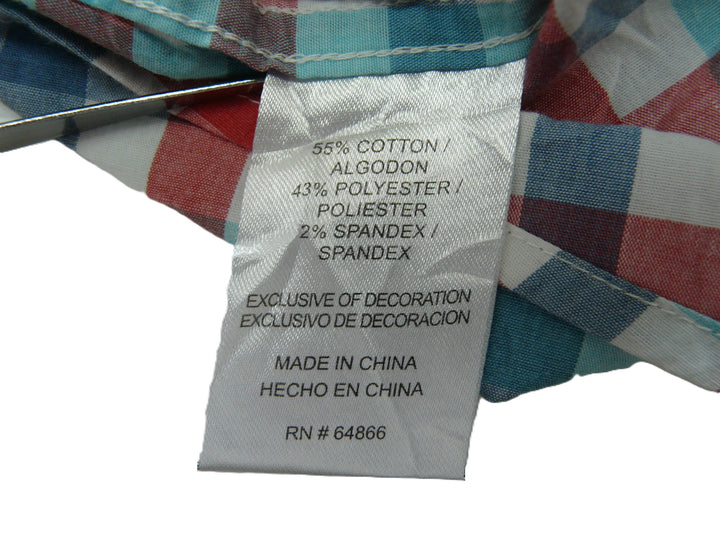 55% COTTON /
ALGODON
43% POLYESTER /
POLIESTER
2% SPANDEX /
SPANDEX
EXCLUSIVE OF DECORATION
EXCLUSIVO DE DECORACION
MADE IN CHINA
HECHO EN CHINA
RN # 64866